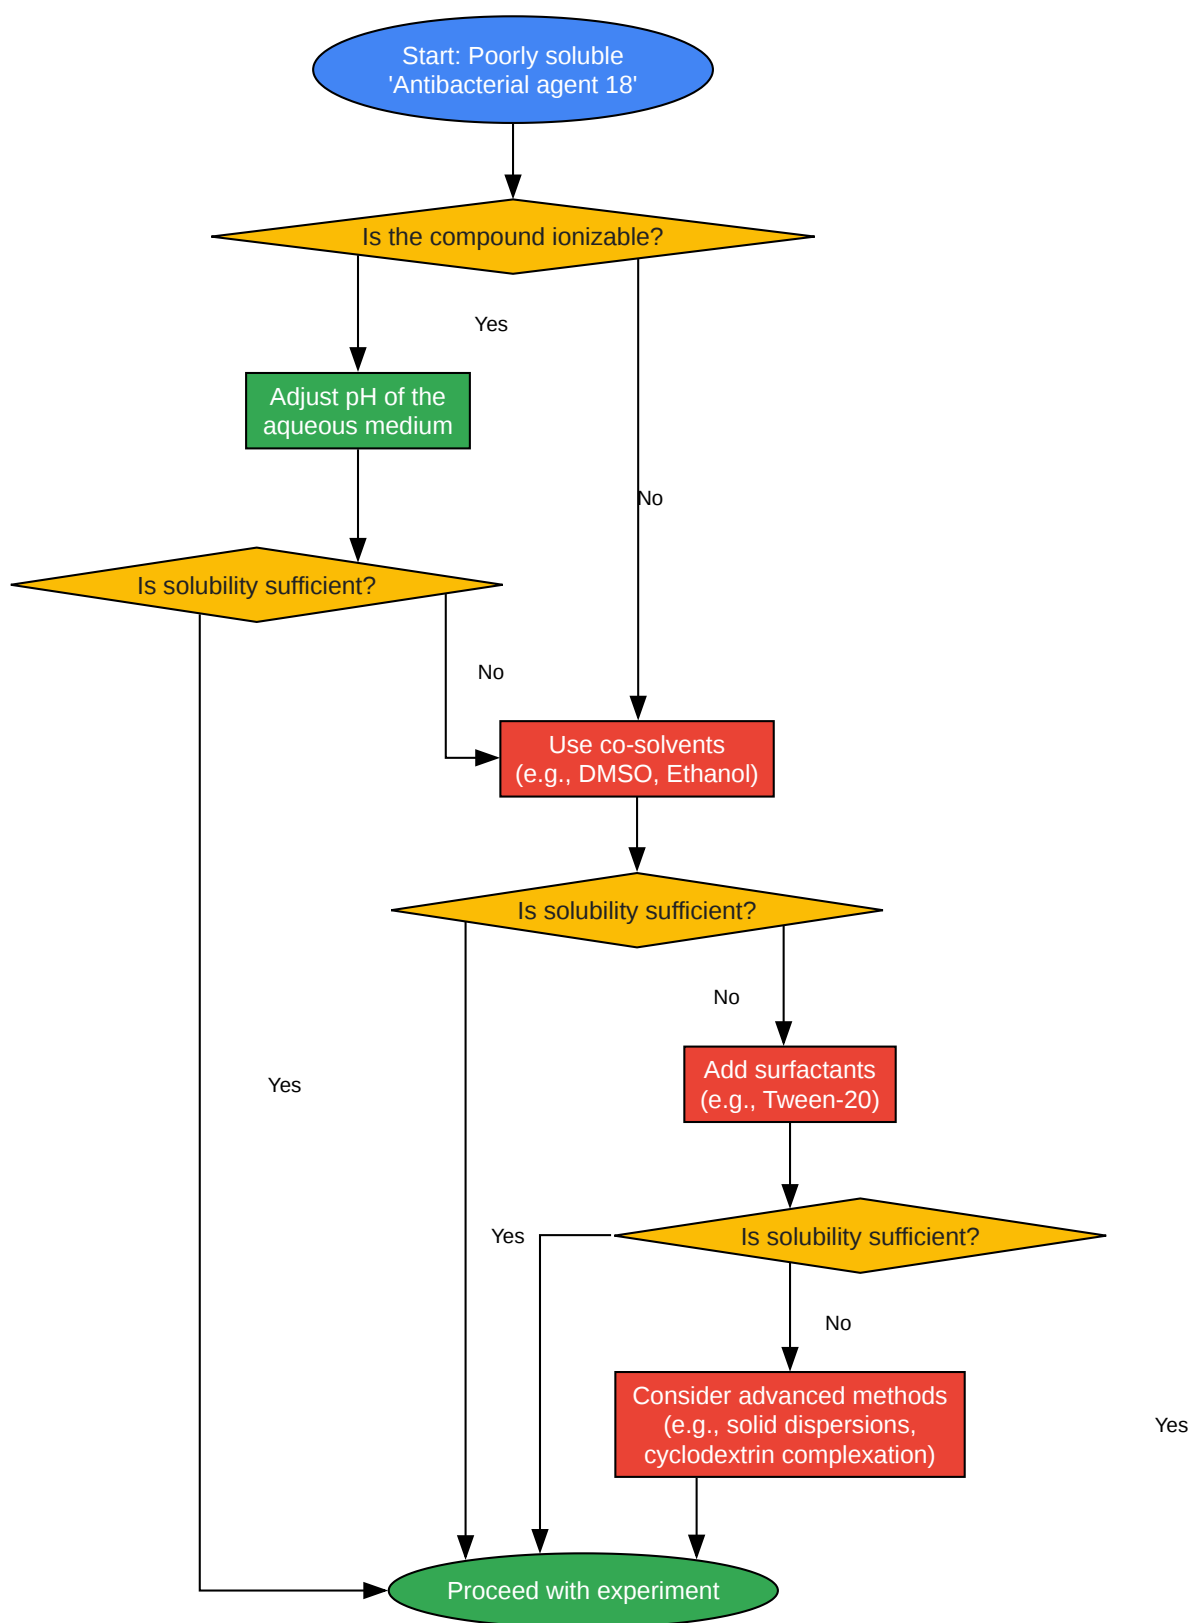 Start: Poorly soluble
'Antibacterial agent 18'
Is the compound ionizable?
Yes
Adjust pH of the
aqueous medium
No
Is solubility sufficient?
No
Use co-solvents
(e.g., DMSO, Ethanol)
Is solubility sufficient?
No
Add surfactants
(e.g., Tween-20)
Yes
Yes
Is solubility sufficient?
No
Consider advanced methods
(e.g., solid dispersions,
cyclodextrin complexation)
Yes
Proceed with experiment